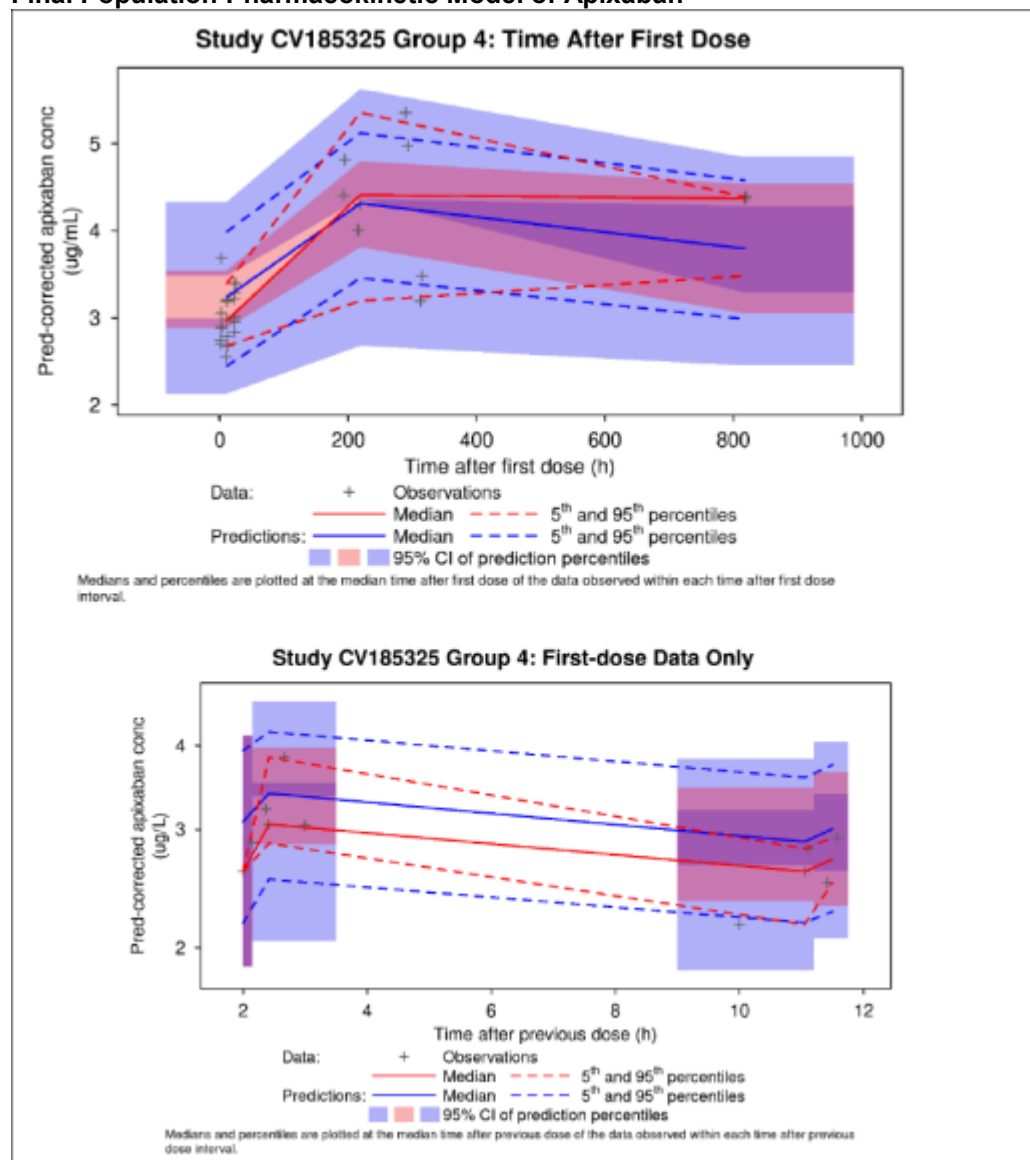 Final Population Pharmacokinetic Model of Apixaban
Study CV185325 Group 4: Time After First Dose
Pred-corrected apixaban conc
(ug/mL)
5
4
3
2
0
200
400
600
800
1000
Time after first dose (h)
Data: + Observations
Median 5th and 95th percentiles
Predictions: Median 5th and 95th percentiles
95% CI of prediction percentiles
Medians and percentiles are plotted at the median time after first dose of the data observed within each time after first dose
interval.
Study CV185325 Group 4: First-dose Data Only
Pred-corrected apixaban conc
(ug/L)
4
3
2
2
4
6
8
10
12
Time after previous dose (h)
Data: + Observations
Median 5th and 95th percentiles
Predictions: Median 5th and 95th percentiles
95% CI of prediction percentiles
Medians and percentiles are plotted at the median time after previous dose of the data observed within each time after previous
dose interval.